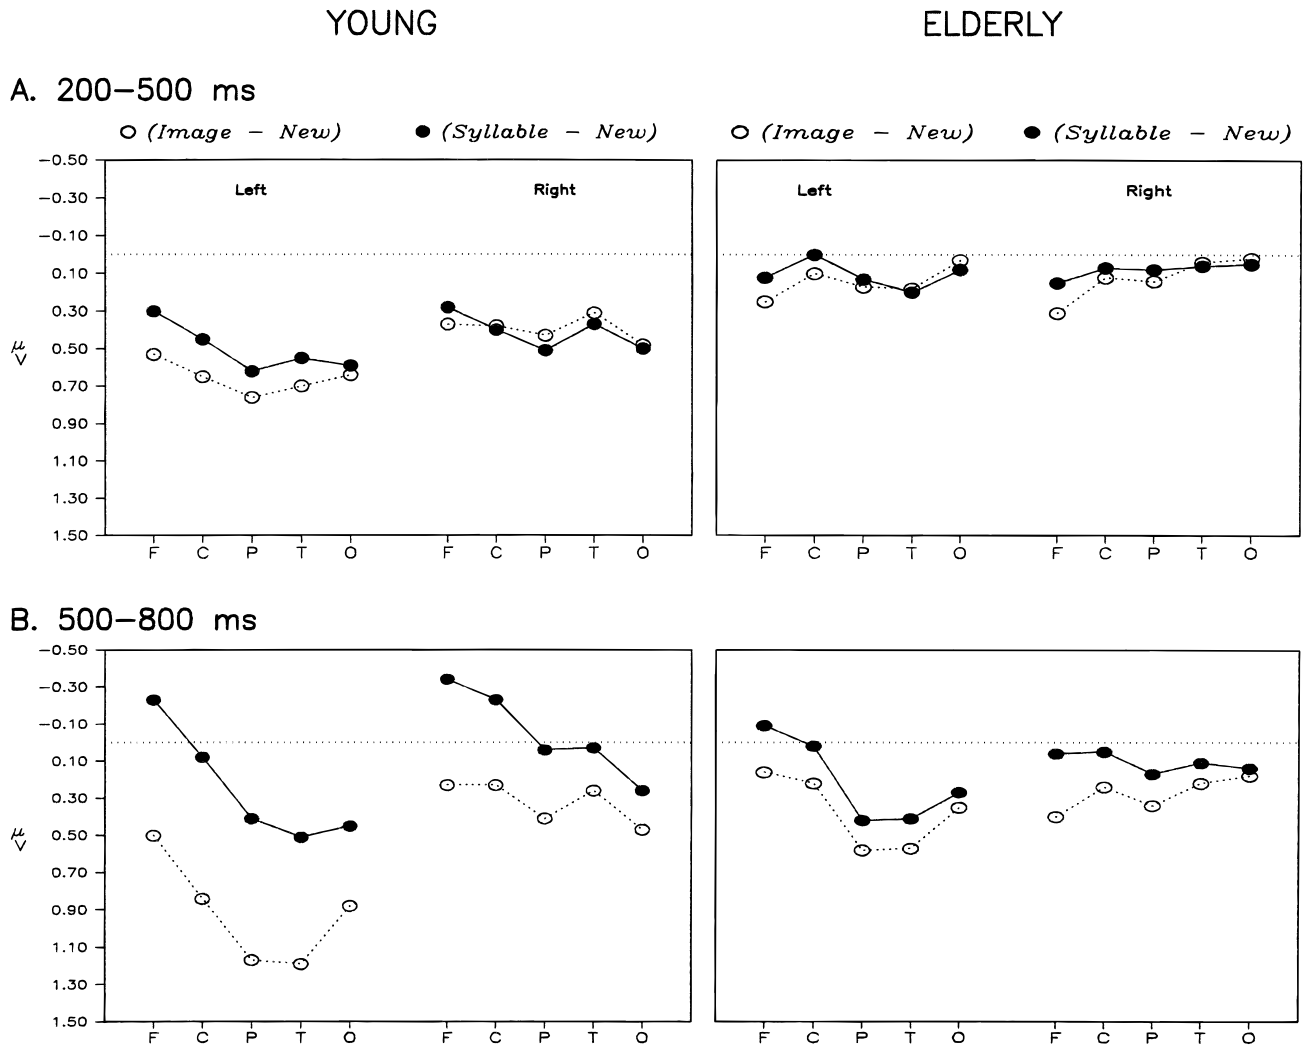 YOUNG ELDERLY
A. 200−500 ms
(Image − New) (Syllable − New) (Image − New) (Syllable − New)
−0.50
Left Right Left Right
−0.30
−0.10
0.10
0.30
μV
0.50
0.70
0.90
1.10
1.30
1.50
F C P T O F C P T O F C P T O F C P T O
B. 500−800 ms
−0.50
−0.30
−0.10
0.10
0.30
μV
0.50
0.70
0.90
1.10
1.30
1.50
F C P T O F C P T O F C P T O F C P T O